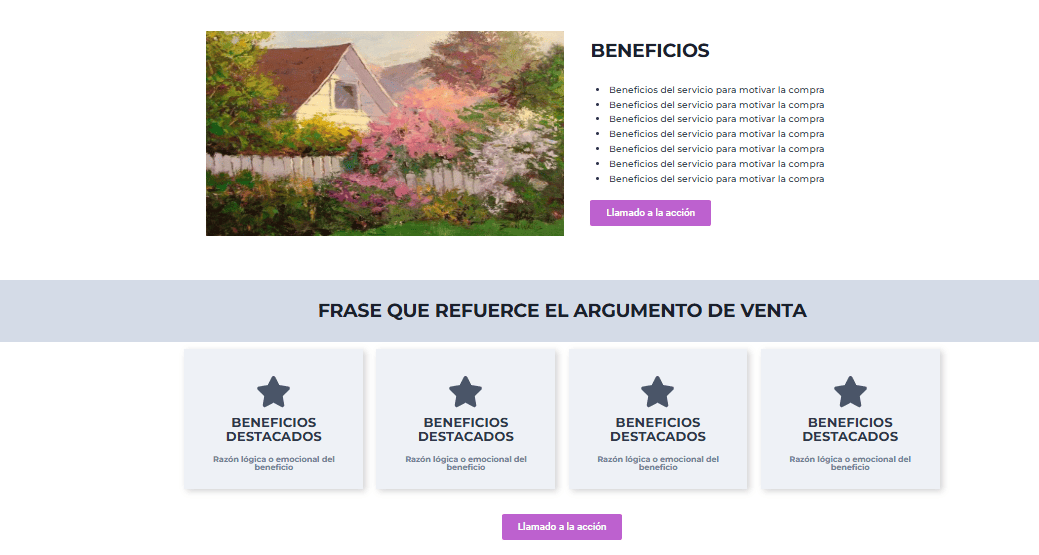 BENEFICIOS
Beneficios del servicio para motivar la compra
Beneficios del servicio para motivar la compra
Beneficios del servicio para motivar la compra
Beneficios del servicio para motivar la compra
Beneficios del servicio para motivar la compra
Beneficios del servicio para motivar la compra
Beneficios del servicio para motivar la compra
Llamado a la acción
FRASE QUE REFUERCE EL ARGUMENTO DE VENTA
BENEFICIOS
DESTACADOS
Razón lógica o emocional del
beneficio
BENEFICIOS
DESTACADOS
Razón lógica o emocional del
beneficio
BENEFICIOS
DESTACADOS
Razón lógica o emocional del
beneficio
BENEFICIOS
DESTACADOS
Razón lógica o emocional del
beneficio
Llamado a la acción